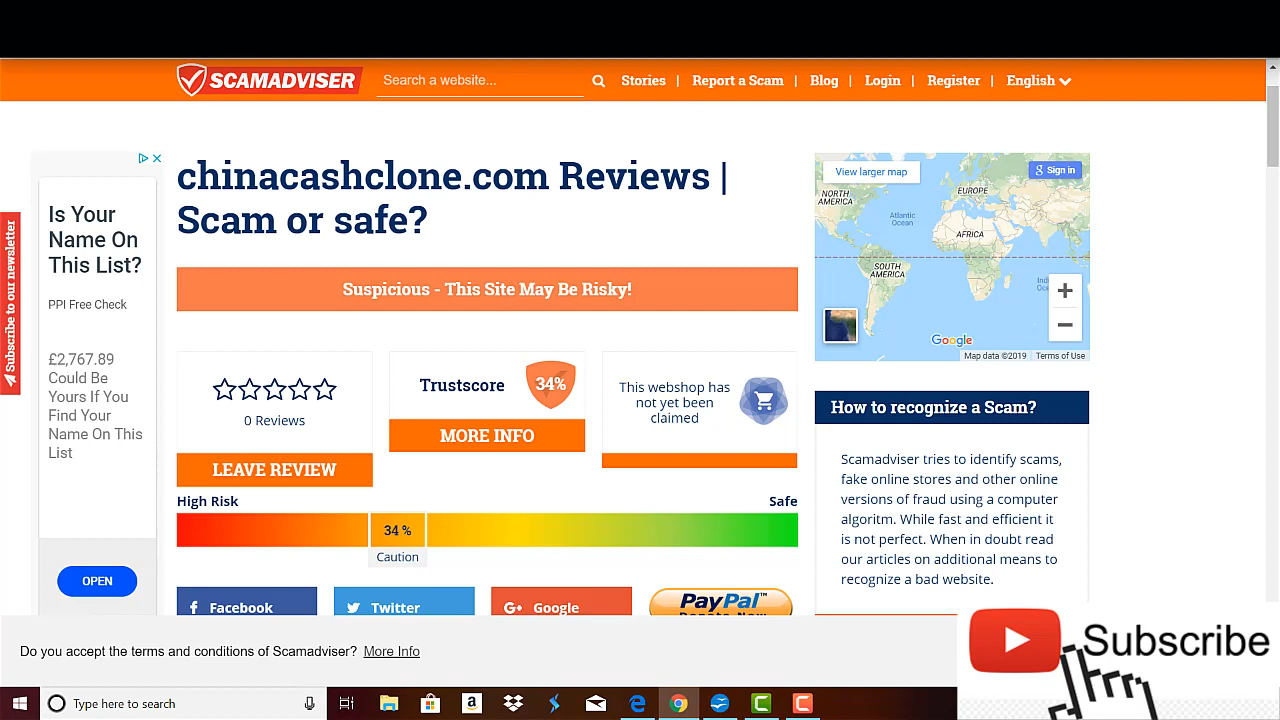 SCAMADVISER
Search a website...
Stories | Report a Scam | Blog | Login | Register | English
Subscribe to our newsletter
Is Your
Name On
This List?
PPI Free Check
£2,767.89
Could Be
Yours If You
Find Your
Name On This
List
OPEN
chinacashclone.com Reviews |
Scam or safe?
Suspicious - This Site May Be Risky!
0 Reviews
LEAVE REVIEW
Trustscore
34%
MORE INFO
This webshop has
not yet been
claimed
High Risk
Safe
34 %
Caution
Facebook
Twitter
G+ Google
PayPal™
Donate Now
View larger map
Sign in
NORTH
AMERICA
EUROPE
Atlantic
Ocean
AFRICA
SOUTH
AMERICA
Google
Map data ©2019
Terms of Use
How to recognize a Scam?
Scamadviser tries to identify scams,
fake online stores and other online
versions of fraud using a computer
algoritm. While fast and efficient it
is not perfect. When in doubt read
our articles on additional means to
recognize a bad website.
Do you accept the terms and conditions of Scamadviser? More Info
Subscribe
Type here to search